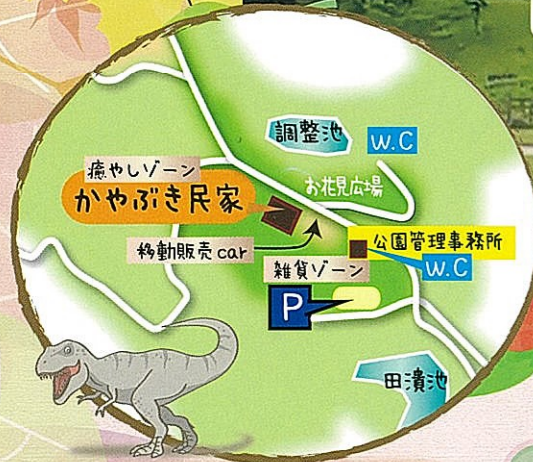 調整池
W.C
癒やしゾーン
お花見広場
かやぶき民家
移動販売car
公園管理事務所
雑貨ゾーン
W.C
P
田潰池